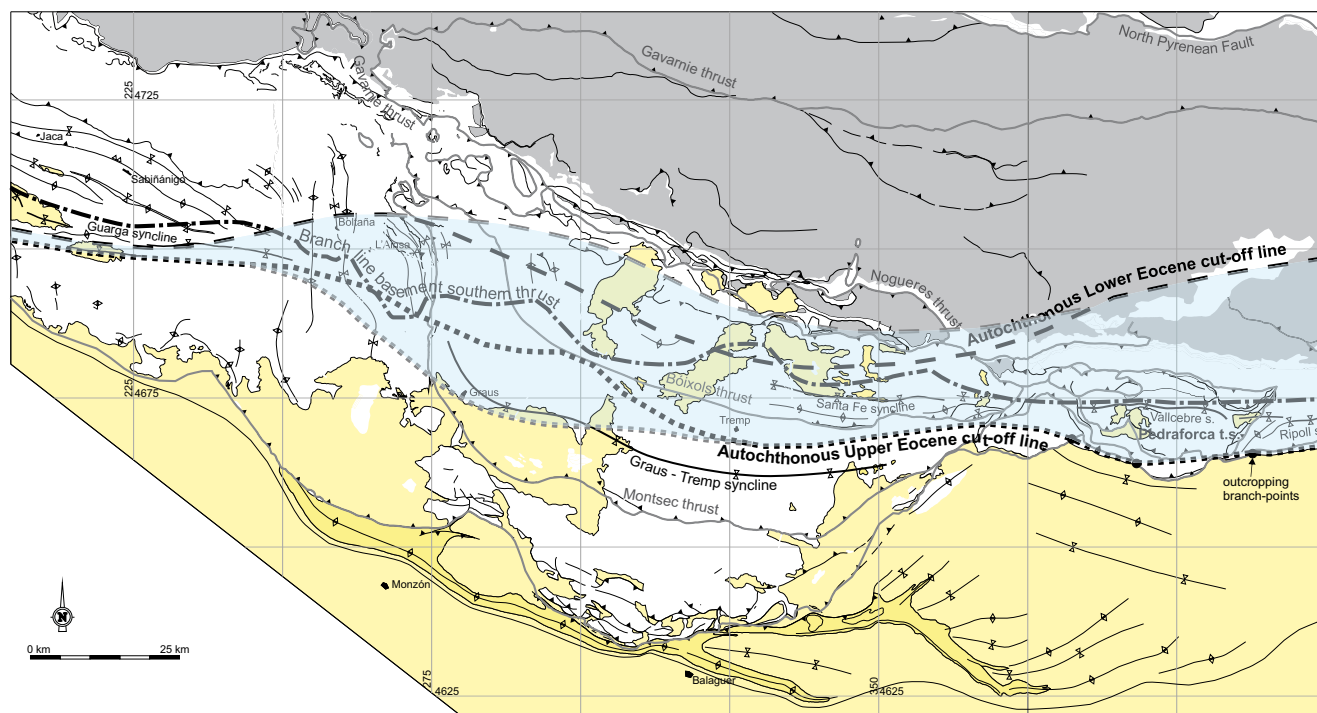 North Pyrenean Fault
Gavarnie thrust
Gavarnie thrust
225
4725
Jaca
Sabiñánigo
Guarga syncline
Boltaña
L'Ainsa
Branch line basement southern thrust
Nogueres thrust
Autochthonous Lower Eocene cut-off line
225
4675
Graus
Bóixols thrust
Santa Fe syncline
Tremp
Vallcebre s.
Pedraforca t.s.
Ripoll s
Autochthonous Upper Eocene cut-off line
Graus - Tremp syncline
Montsec thrust
outcropping
branch-points
Monzón
N
0 km 25 km
Balaguer
275
4625
350
4625